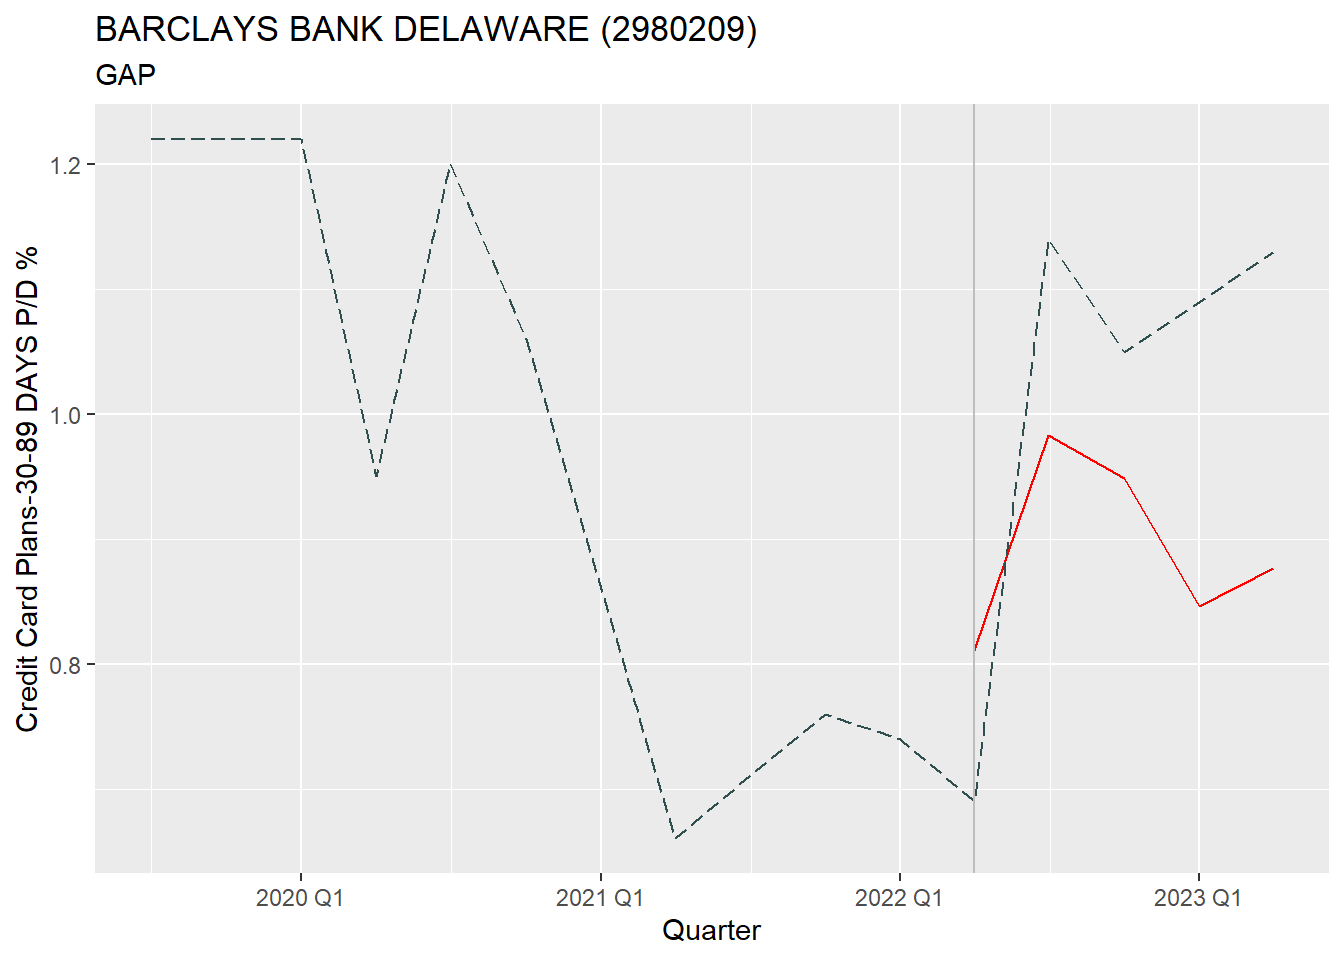 BARCLAYS BANK DELAWARE (2980209)
GAP
Credit Card Plans-30-89 DAYS P/D %
1.2
1.0
0.8
2020 Q1
2021 Q1
2022 Q1
2023 Q1
Quarter